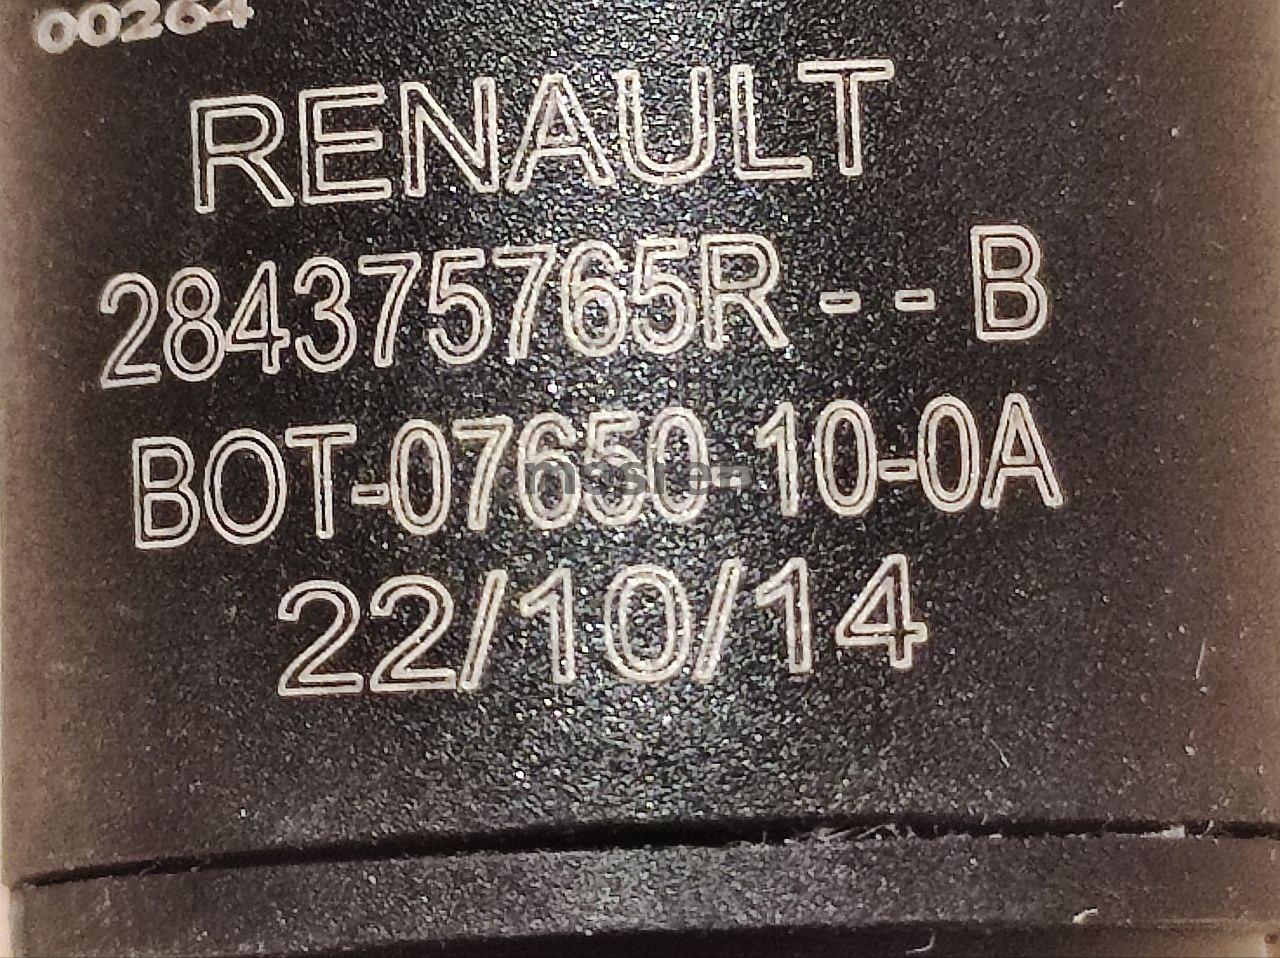 00264
RENAULT
284375765R - - B
BOT-07650-10-0A
22/10/14